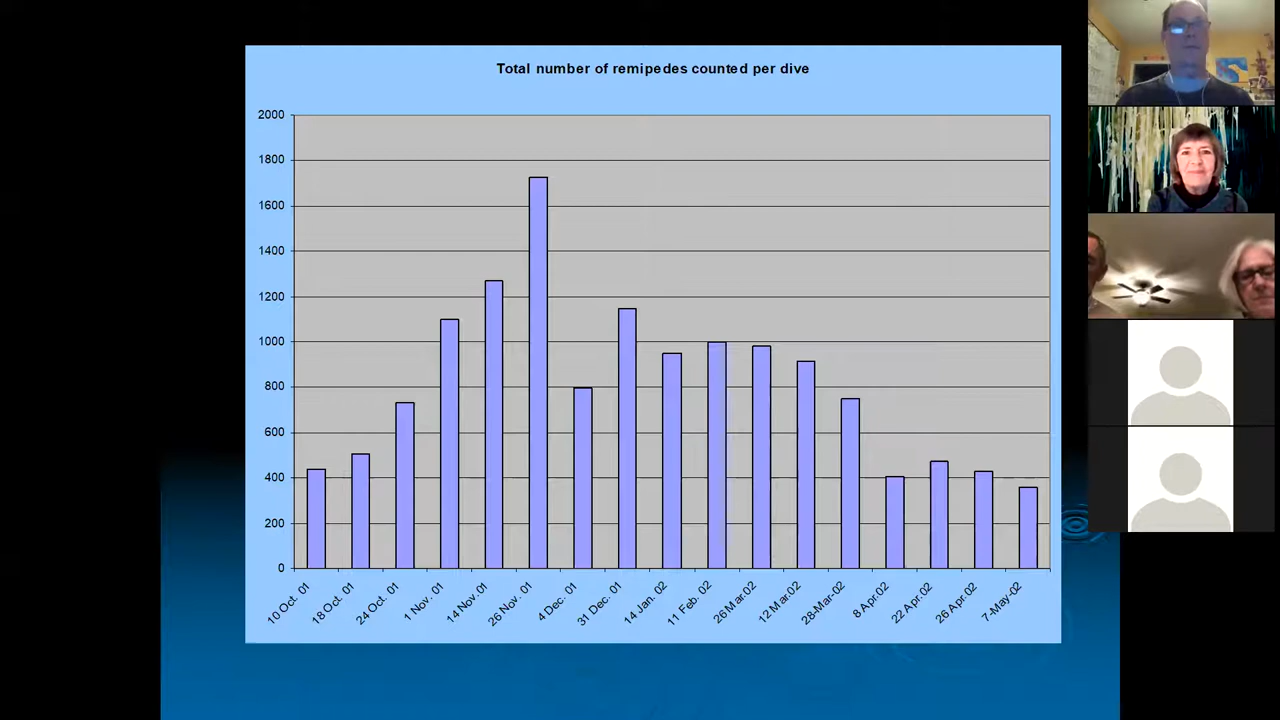 Total number of remipedes counted per dive
2000
1800
1600
1400
1200
1000
800
600
400
200
0
10 Oct. 01
18 Oct. 01
24 Oct. 01
1 Nov. 01
14 Nov. 01
26 Nov. 01
4 Dec. 01
31 Dec. 01
14 Jan. 02
11 Feb. 02
26 Mar. 02
12 Mar. 02
28-Mar-02
8 Apr. 02
22 Apr. 02
26 Apr. 02
7-May-02